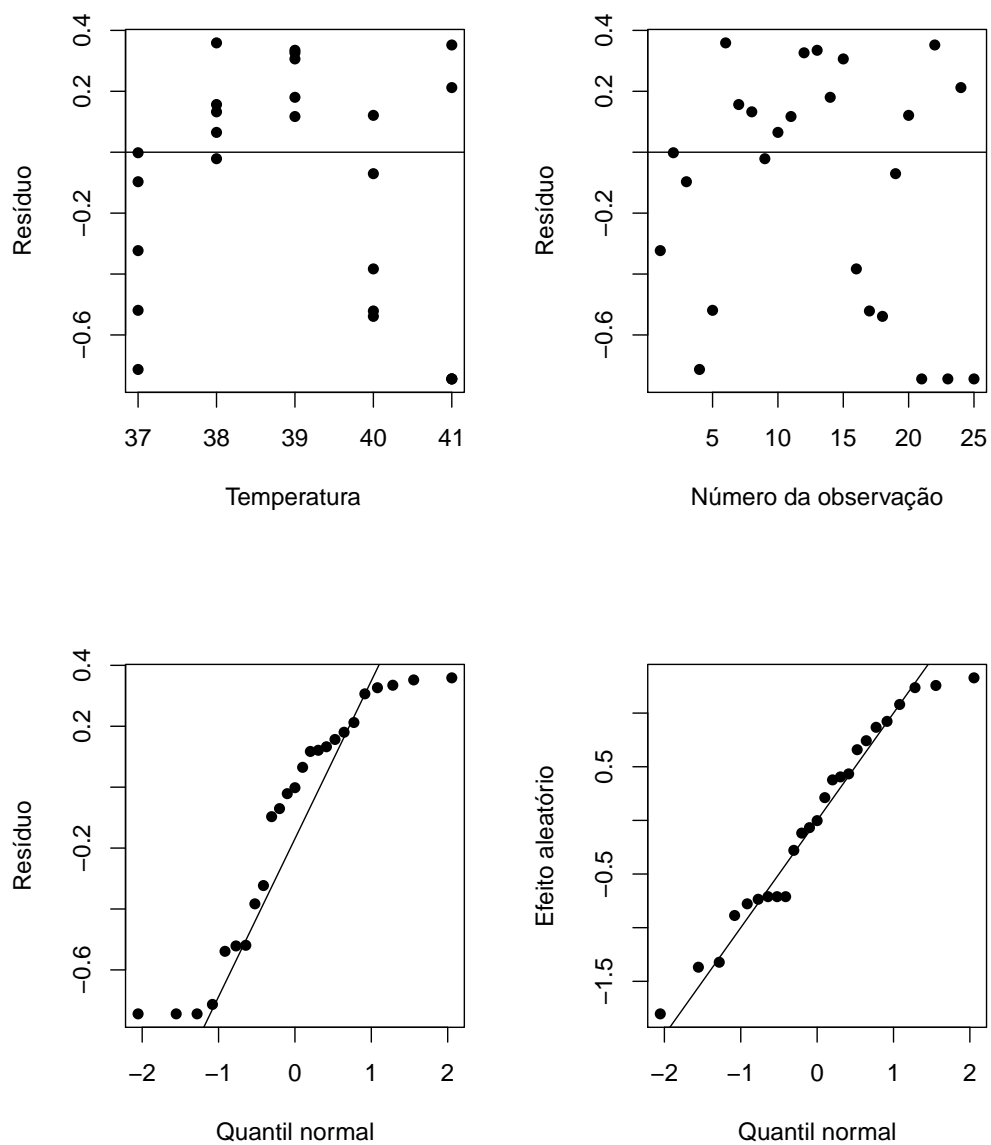 Resíduo
0.4
0.2
−0.2
−0.6
37 38 39 40 41
Temperatura
Resíduo
0.4
0.2
−0.2
−0.6
5 10 15 20 25
Número da observação
Resíduo
0.4
0.2
−0.2
−0.6
−2 −1 0 1 2
Quantil normal
Efeito aleatório
0.5
−0.5
−1.5
−2 −1 0 1 2
Quantil normal